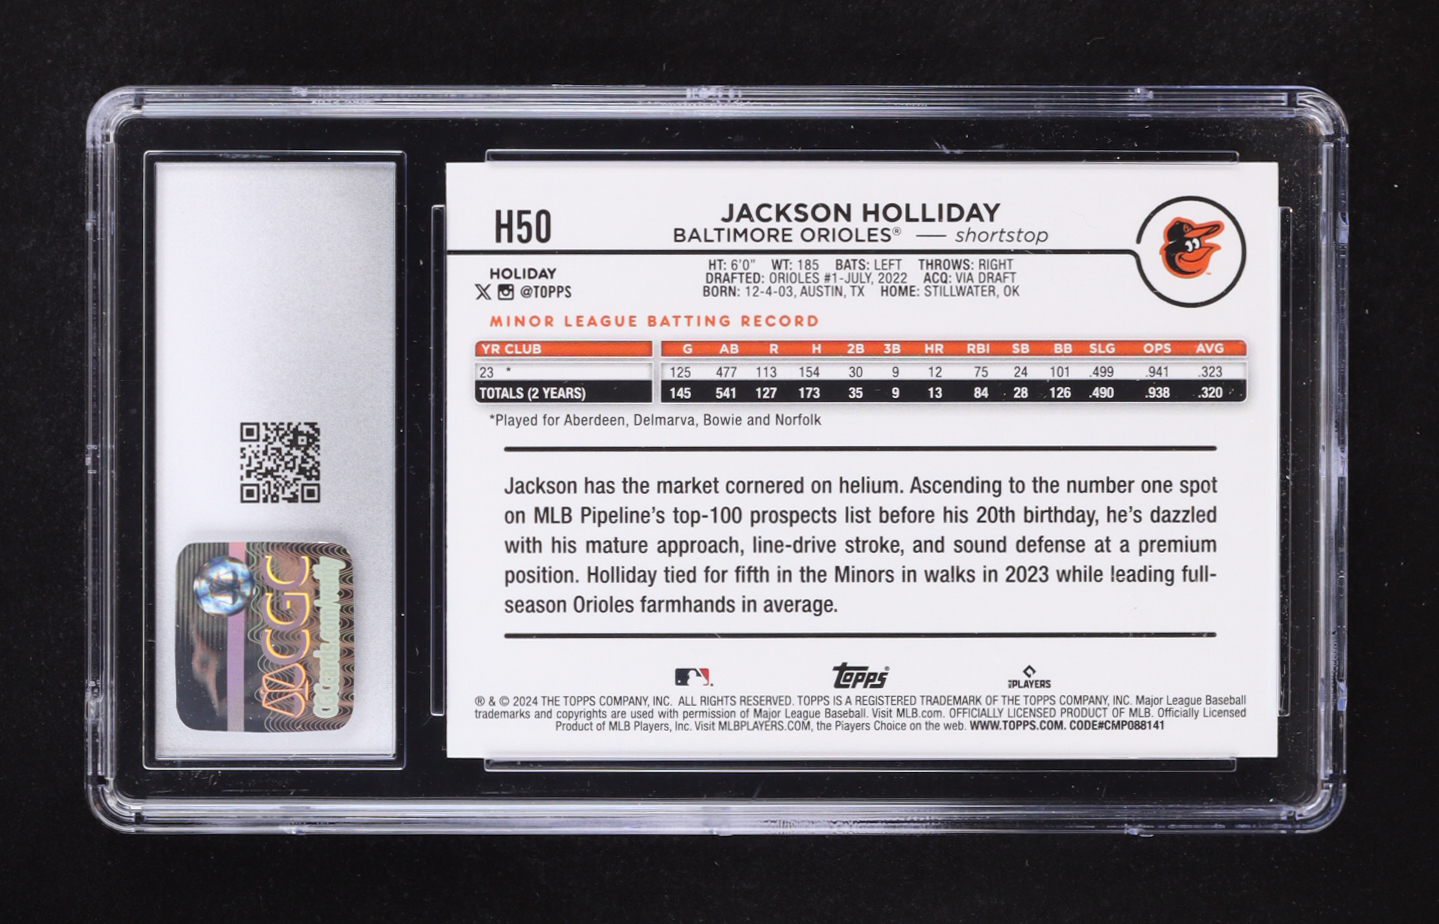 H50
JACKSON HOLLIDAY
BALTIMORE ORIOLES® — shortstop
HOLIDAY
@TOPPS
HT: 6'0" WT: 185 BATS: LEFT THROWS: RIGHT
DRAFTED: ORIOLES #1-JULY, 2022 ACQ: VIA DRAFT
BORN: 12-4-03, AUSTIN, TX HOME: STILLWATER, OK
MINOR LEAGUE BATTING RECORD
YR CLUB G AB R H 2B 3B HR RBI SB BB SLG OPS AVG
23 * 125 477 113 154 30 9 12 75 24 101 .499 .941 .323
TOTALS (2 YEARS) 145 541 127 173 35 9 13 84 28 126 .490 .938 .320
*Played for Aberdeen, Delmarva, Bowie and Norfolk
Jackson has the market cornered on helium. Ascending to the number one spot
on MLB Pipeline's top-100 prospects list before his 20th birthday, he's dazzled
with his mature approach, line-drive stroke, and sound defense at a premium
position. Holliday tied for fifth in the Minors in walks in 2023 while leading full-
season Orioles farmhands in average.
Topps®
PLAYERS
® & © 2024 THE TOPPS COMPANY, INC. ALL RIGHTS RESERVED. TOPPS IS A REGISTERED TRADEMARK OF THE TOPPS COMPANY, INC. Major League Baseball
trademarks and copyrights are used with permission of Major League Baseball. Visit MLB.com. OFFICIALLY LICENSED PRODUCT OF MLB. Officially Licensed
Product of MLB Players, Inc. Visit MLBPLAYERS.COM, the Players Choice on the web. WWW.TOPPS.COM. CODE#CMP088141
CGC